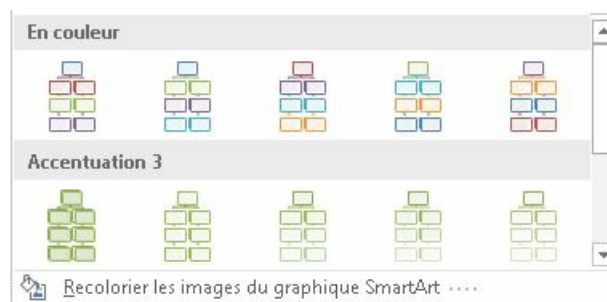 En couleur
Accentuation 3
Recolorier les images du graphique SmartArt ....